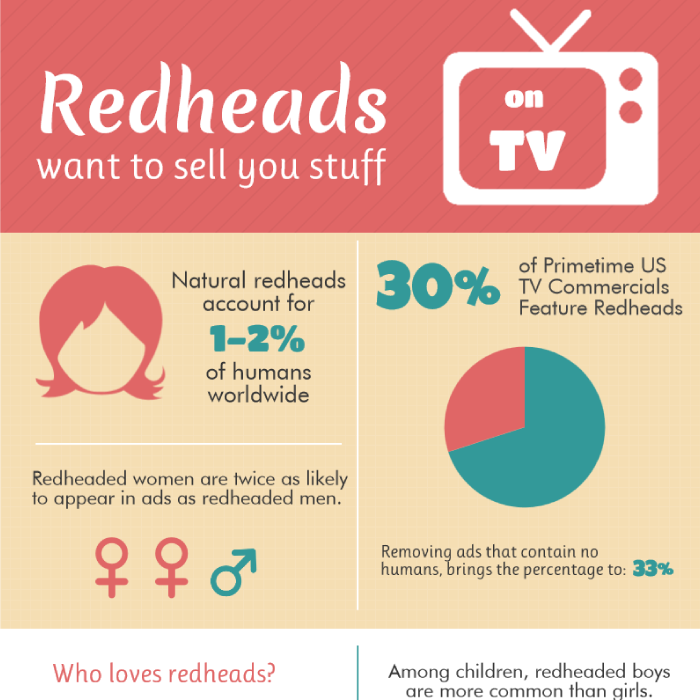 Redheads
want to sell you stuff
on
TV
Natural redheads
account for
1-2%
of humans
worldwide
30%
of Primetime US
TV Commercials
Feature Redheads
Redheaded women are twice as likely
to appear in ads as redheaded men.
Removing ads that contain no
humans, brings the percentage to: 33%
Who loves redheads?
Among children, redheaded boys
are more common than girls.